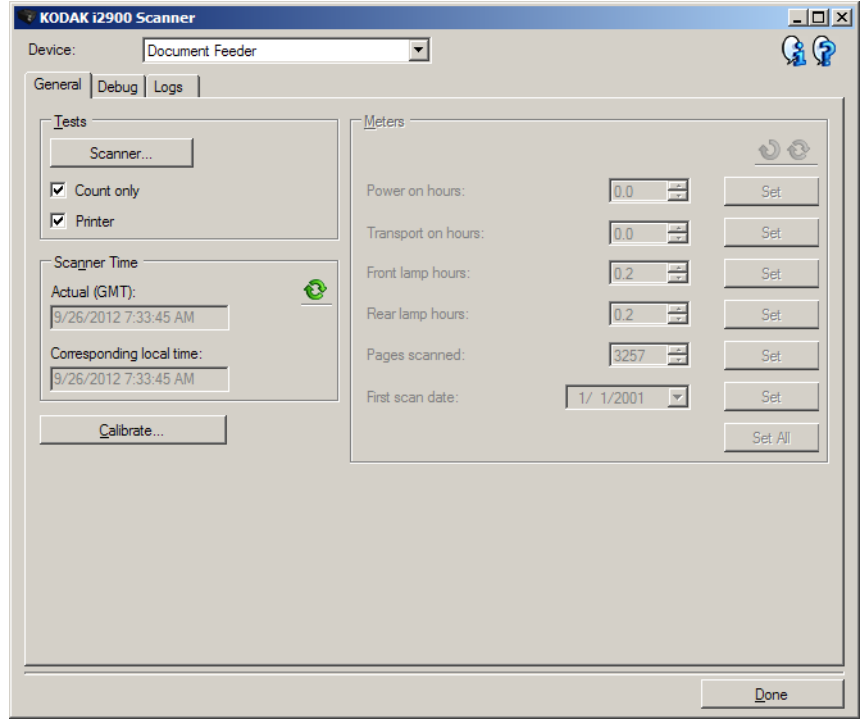 KODAK i2900 Scanner
Device: Document Feeder
General Debug Logs
Tests
Scanner...
Count only
Printer
Scanner Time
Actual (GMT):
9/26/2012 7:33:45 AM
Corresponding local time:
9/26/2012 7:33:45 AM
Calibrate...
Meters
Power on hours: 0.0 Set
Transport on hours: 0.0 Set
Front lamp hours: 0.2 Set
Rear lamp hours: 0.2 Set
Pages scanned: 3257 Set
First scan date: 1/ 1/2001 Set
Set All
Done